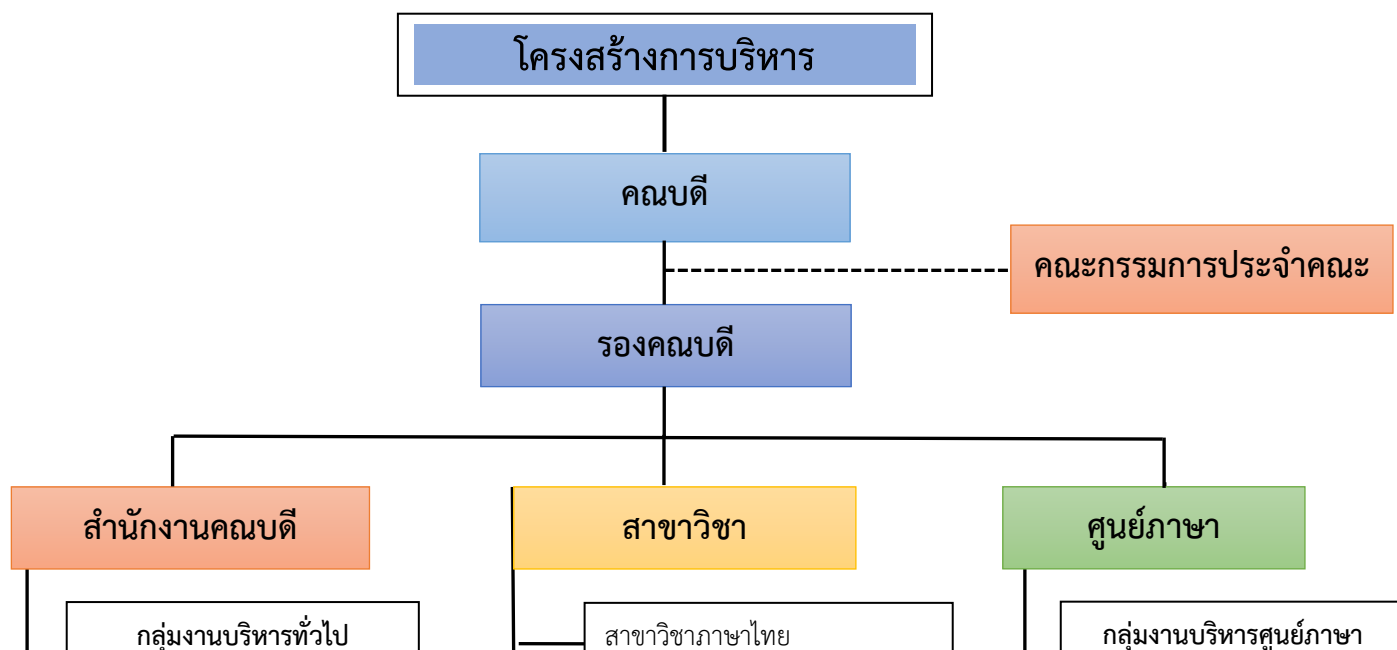 โครงสร้างการบริหาร
คณบดี
คณะกรรมการประจำคณะ
รองคณบดี
สำนักงานคณบดี
สาขาวิชา
ศูนย์ภาษา
กลุ่มงานบริหารทั่วไป
สาขาวิชาภาษาไทย
กลุ่มงานบริหารศูนย์ภาษา